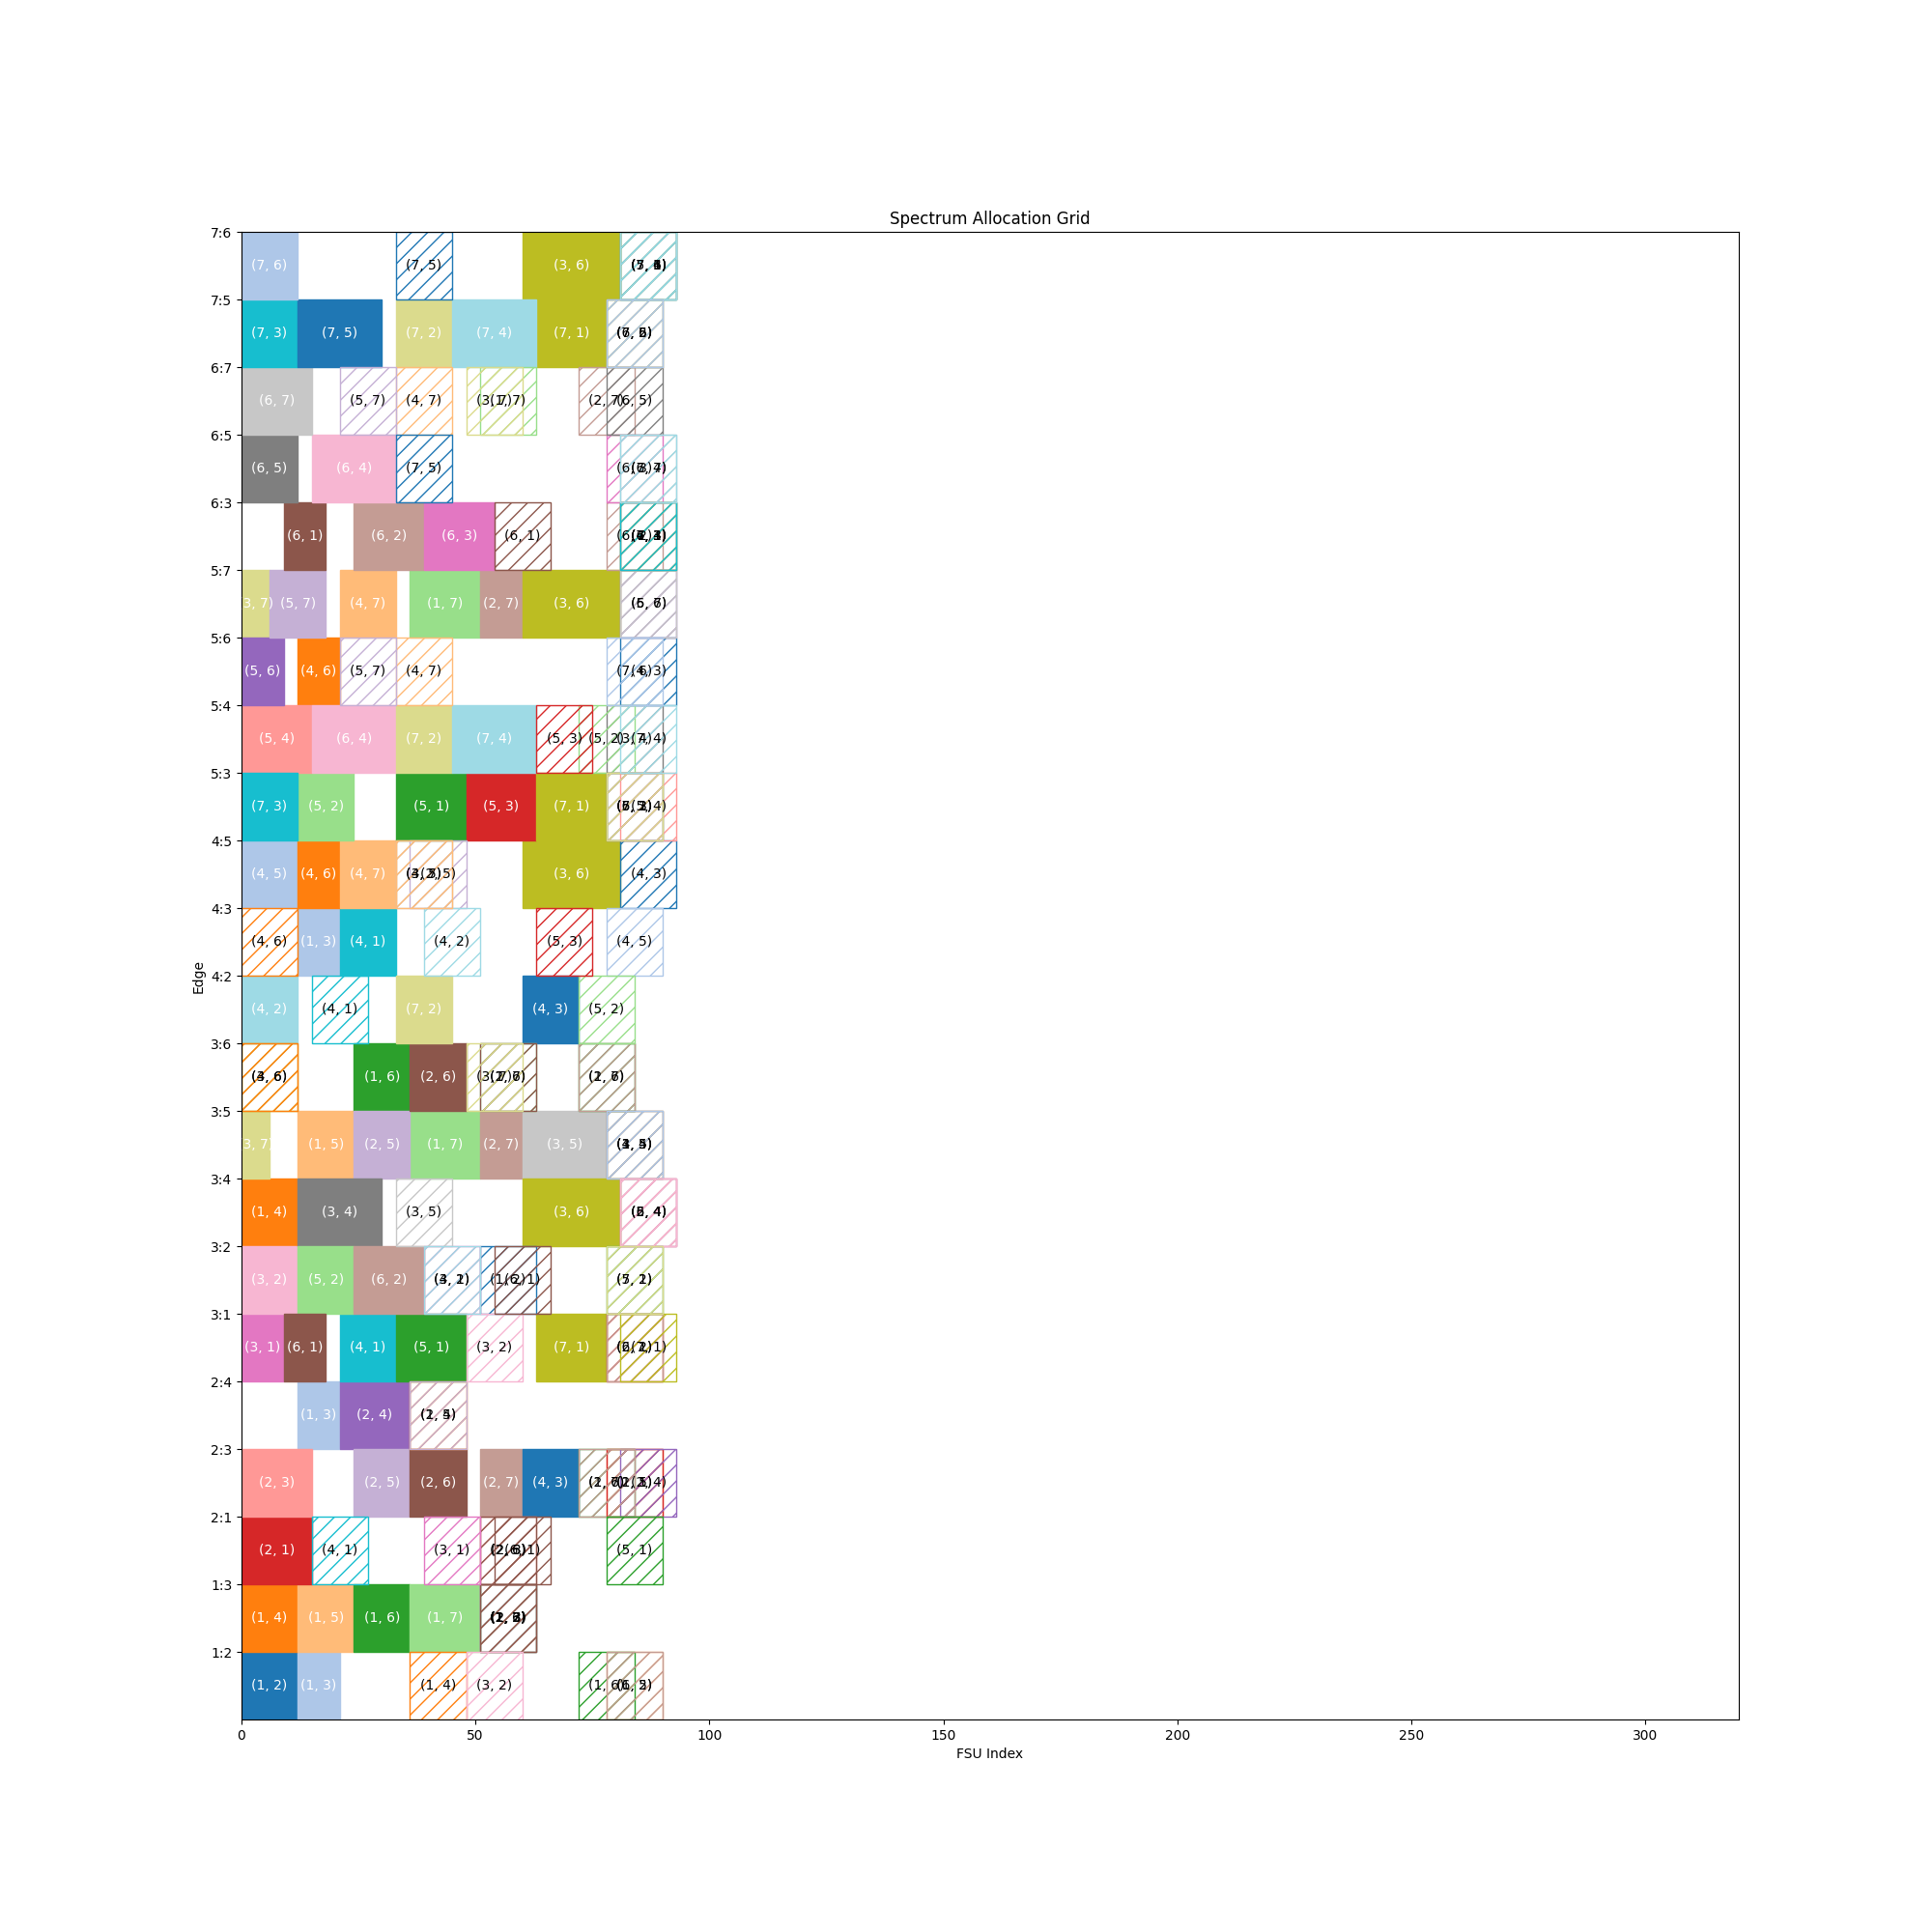 Spectrum Allocation Grid
7:6
(7, 6) (7, 5) (3, 6)
7:5
(7, 3) (7, 5) (7, 2) (7, 4) (7, 1)
6:7
(6, 7) (5, 7) (4, 7) (6, 5)
6:5
(6, 5) (6, 4) (7, 5)
6:3
(6, 1) (6, 2) (6, 3) (6, 1)
5:7
3, 7) (5, 7) (4, 7) (1, 7) (2, 7) (3, 6)
5:6
(5, 6) (4, 6) (5, 7) (4, 7)
5:4
(5, 4) (6, 4) (7, 2) (7, 4) (5, 3)
5:3
(7, 3) (5, 2) (5, 1) (5, 3) (7, 1)
4:5
(4, 5) (4, 6) (4, 7) (3, 6) (4, 3)
4:3
(4, 6) (1, 3) (4, 1) (4, 2) (5, 3) (4, 5)
4:2
(4, 2) (4, 1) (7, 2) (4, 3) (5, 2)
3:6
(1, 6) (2, 6)
3:5
3, 7 (1, 5) (2, 5) (1, 7) (2, 7) (3, 5)
3:4
(1, 4) (3, 4) (3, 5) (3, 6)
3:2
(3, 2) (5, 2) (6, 2)
3:1
(3, 1) (6, 1) (4, 1) (5, 1) (3, 2) (7, 1)
2:4
(1, 3) (2, 4)
2:3
(2, 3) (2, 5) (2, 6) (2, 7) (4, 3)
2:1
(2, 1) (4, 1) (3, 1) (5, 1)
1:3
(1, 4) (1, 5) (1, 6) (1, 7)
1:2
(1, 2) (1, 3) (1, 4) (3, 2)
Edge
0 50 100 150 200 250 300
FSU Index